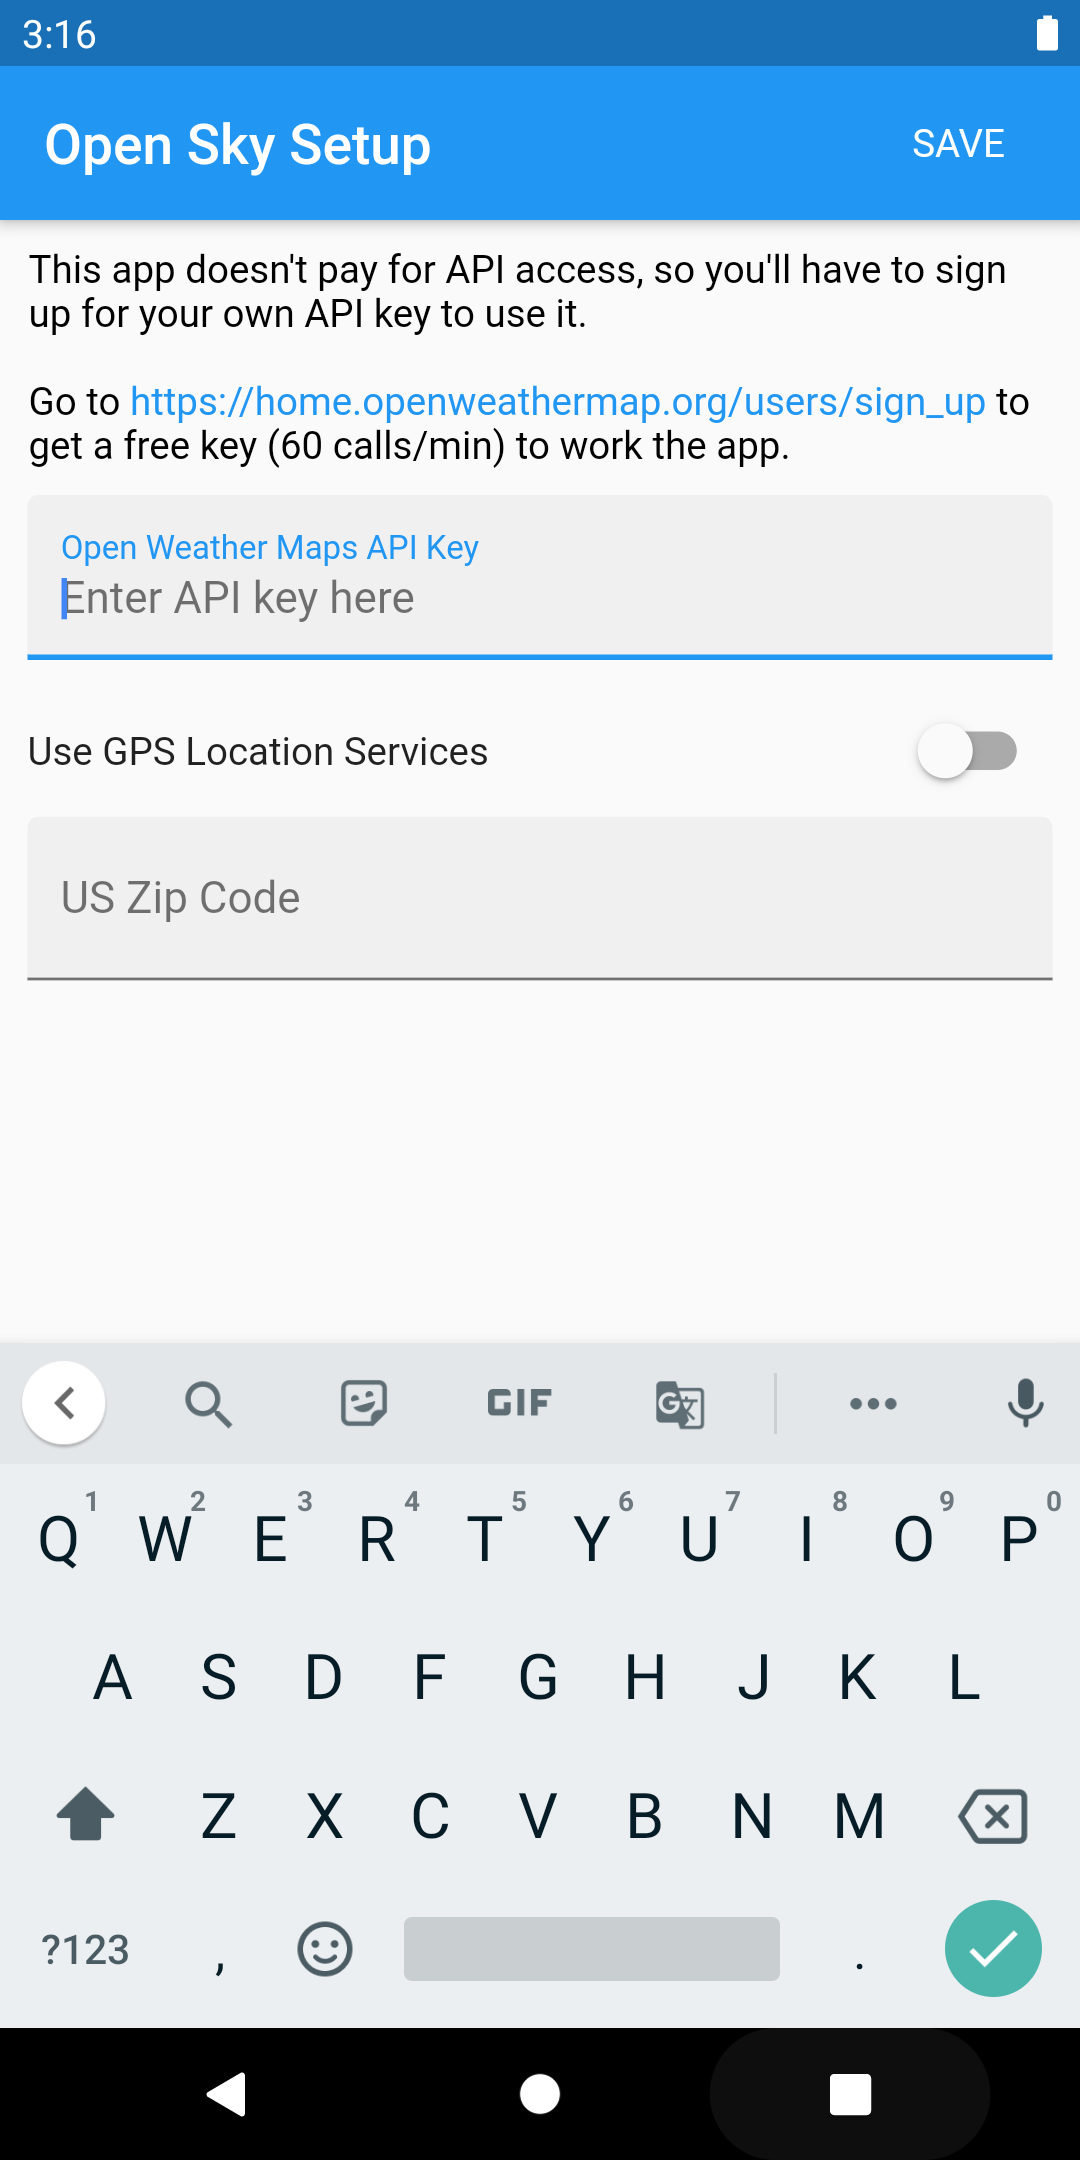 3:16
Open Sky Setup
SAVE
This app doesn't pay for API access, so you'll have to sign
up for your own API key to use it.
Go to https://home.openweathermap.org/users/sign_up to
get a free key (60 calls/min) to work the app.
Open Weather Maps API Key
Enter API key here
Use GPS Location Services
US Zip Code
GIF
1 2 3 4 5 6 7 8 9 0
Q W E R T Y U I O P
A S D F G H J K L
Z X C V B N M
?123 , .